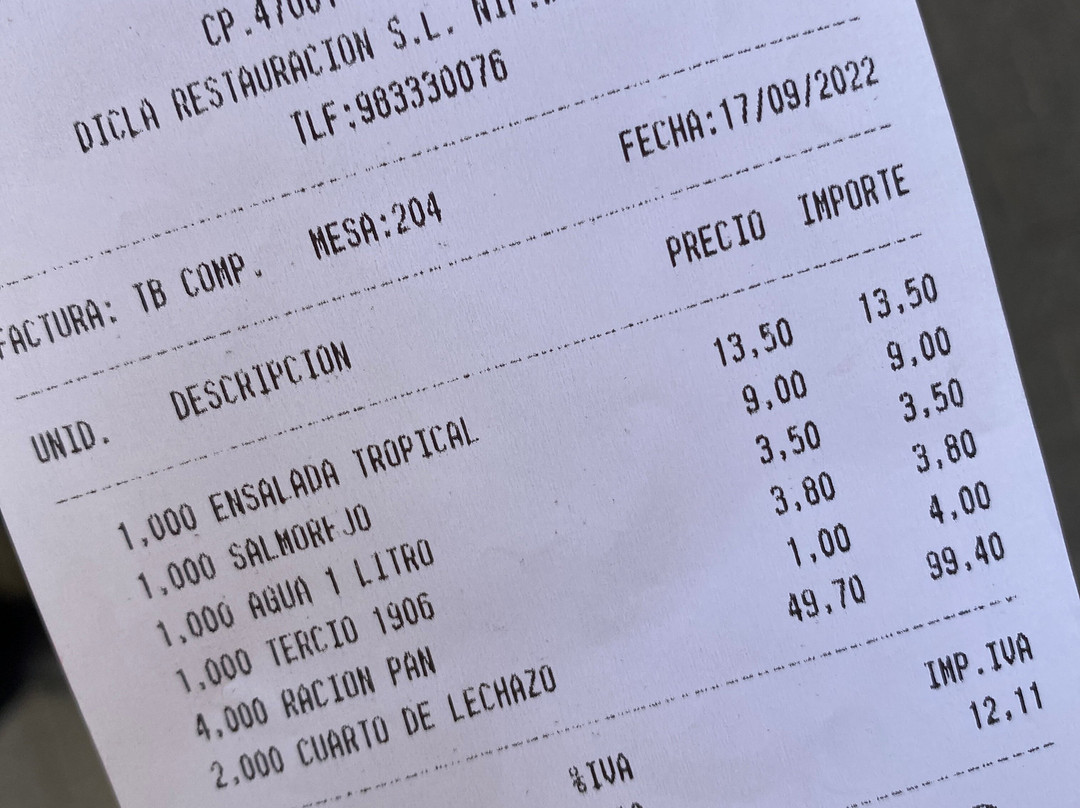 DICLA RESTAURACION S.L.
TLF:983330076
FACTURA: TB COMP. MESA:204 FECHA:17/09/2022
UNID. DESCRIPCION PRECIO IMPORTE
1,000 ENSALADA TROPICAL 13,50 13,50
1,000 SALMOREJO 9,00 9,00
1,000 AGUA 1 LITRO 3,50 3,50
1,000 TERCIO 1906 3,80 3,80
4,000 RACION PAN 1,00 4,00
2,000 CUARTO DE LECHAZO 49,70 99,40
%IVA IMP.IVA
12,11